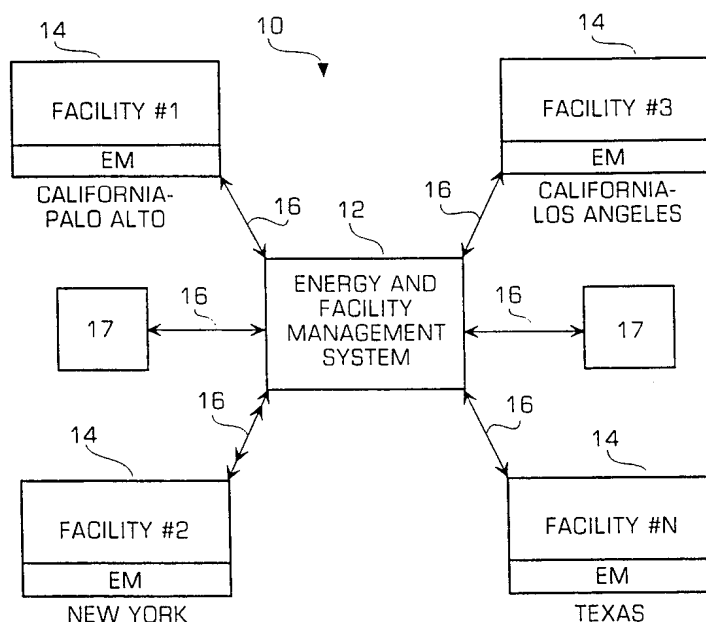 14
10
14
FACILITY #1
EM
CALIFORNIA-
PALO ALTO
FACILITY #3
EM
CALIFORNIA-
LOS ANGELES
16
12
16
ENERGY AND
FACILITY
MANAGEMENT
SYSTEM
17
16
16
17
16
16
14
14
FACILITY #2
EM
NEW YORK
FACILITY #N
EM
TEXAS